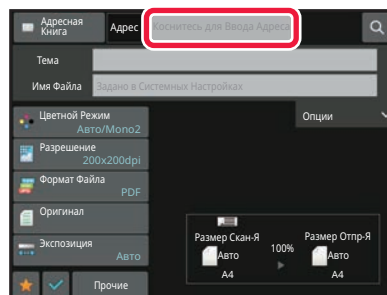 Адресная Книга
Адрес
Коснитесь для Ввода Адреса
Тема
Имя Файла
Задано в Системных Настройках
Цветной Режим
Авто/Mono2
Опции
Разрешение
200x200dpi
Формат Файла
PDF
Оригинал
Экспозиция
Авто
Размер Скан-Я
Авто
A4
100%
Размер Отпр-Я
Авто
A4
Прочие